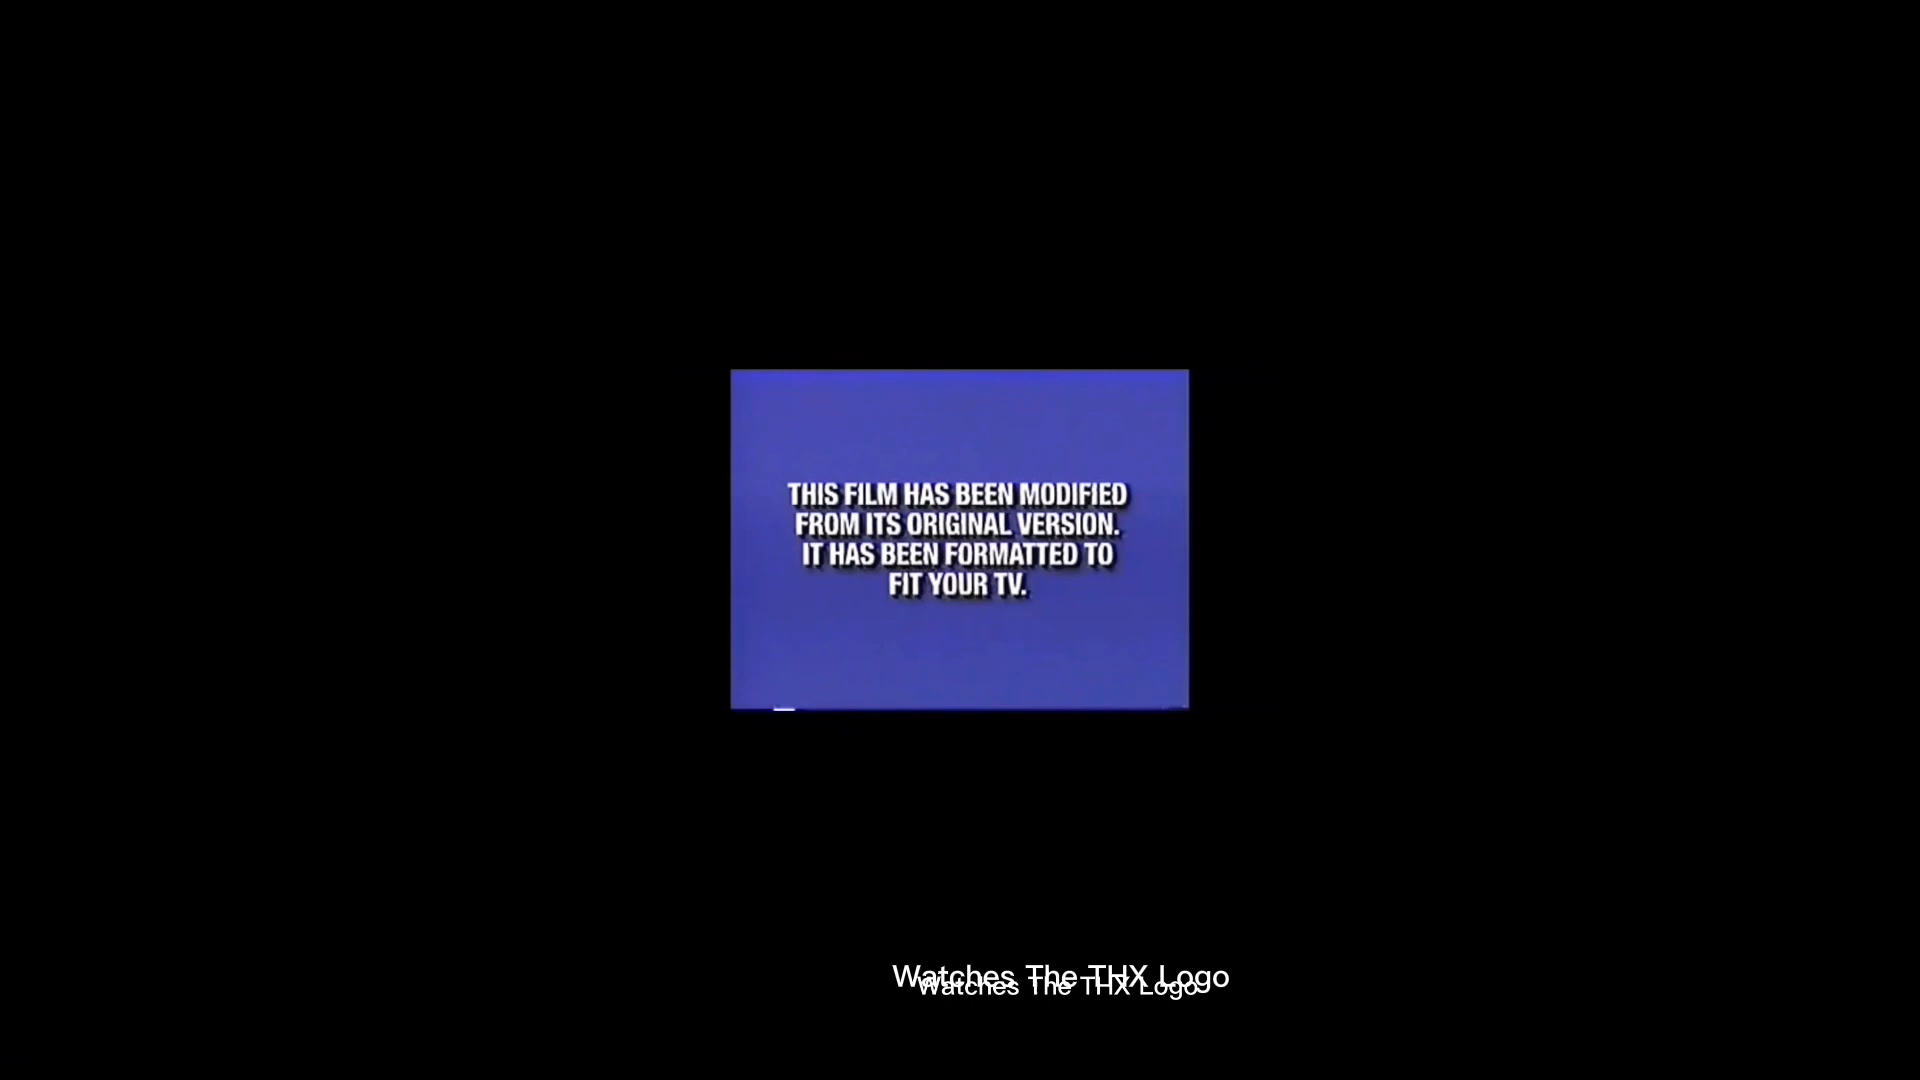 THIS FILM HAS BEEN MODIFIED
FROM ITS ORIGINAL VERSION.
IT HAS BEEN FORMATTED TO
FIT YOUR TV.
Watches The THX Logo
Watches The THX Logo